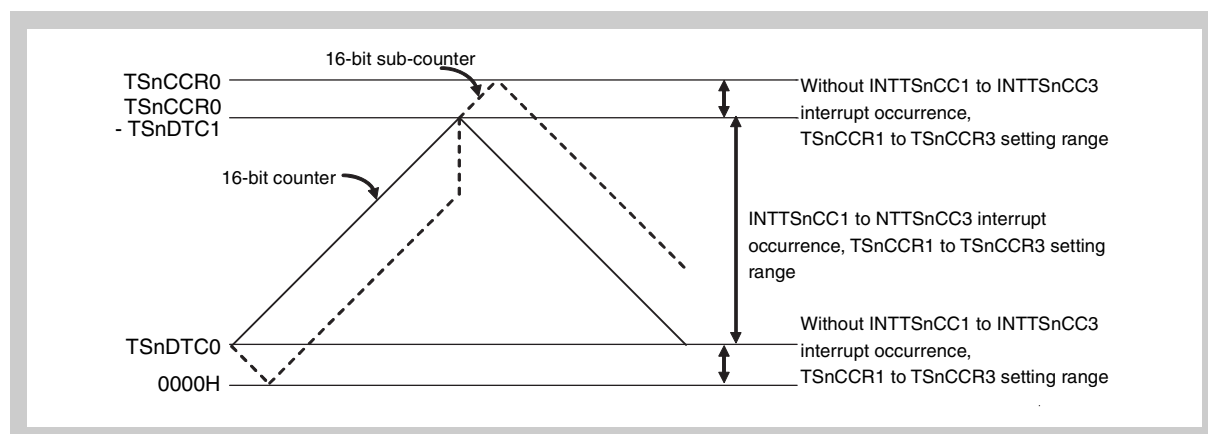 16-bit sub-counter
TSnCCR0
TSnCCR0
- TSnDTC1
Without INTTSnCC1 to INTTSnCC3
interrupt occurrence,
TSnCCR1 to TSnCCR3 setting range
16-bit counter
INTTSnCC1 to NTTSnCC3 interrupt
occurrence, TSnCCR1 to TSnCCR3 setting
range
TSnDTC0
0000H
Without INTTSnCC1 to INTTSnCC3
interrupt occurrence,
TSnCCR1 to TSnCCR3 setting range